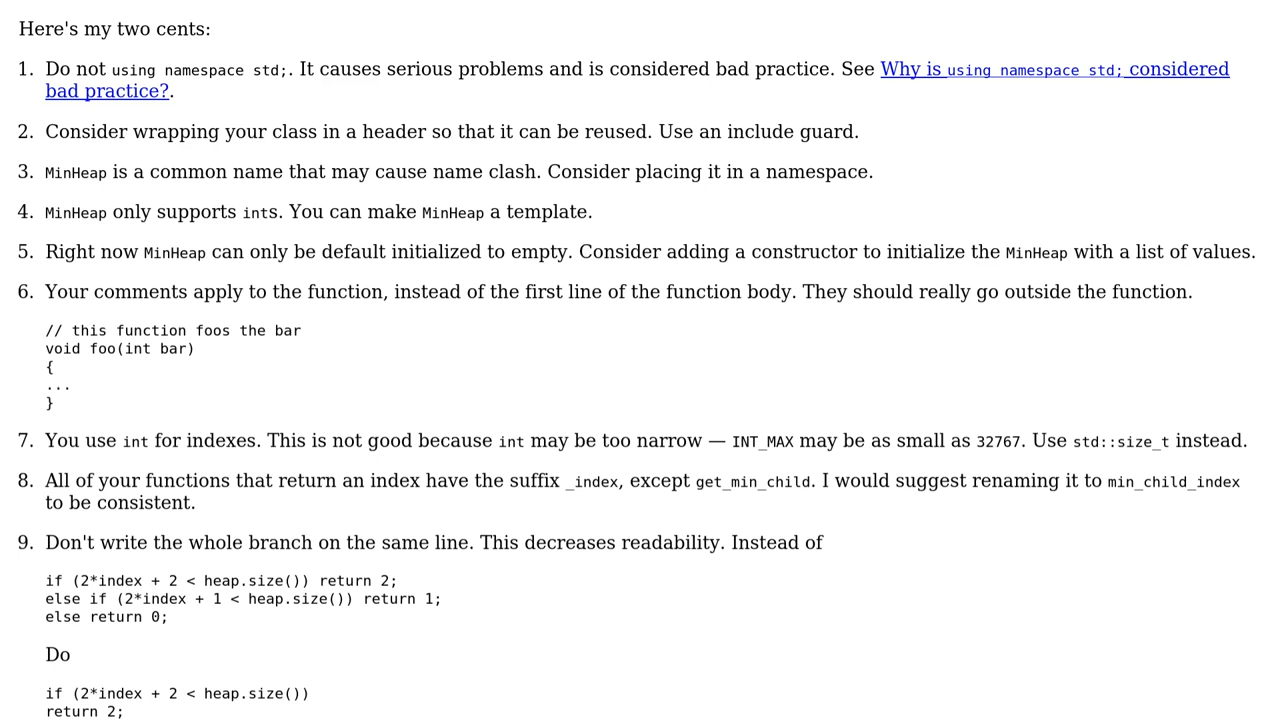 Here's my two cents:
1. Do not using namespace std;. It causes serious problems and is considered bad practice. See Why is using namespace std; considered
bad practice?.
2. Consider wrapping your class in a header so that it can be reused. Use an include guard.
3. MinHeap is a common name that may cause name clash. Consider placing it in a namespace.
4. MinHeap only supports ints. You can make MinHeap a template.
5. Right now MinHeap can only be default initialized to empty. Consider adding a constructor to initialize the MinHeap with a list of values.
6. Your comments apply to the function, instead of the first line of the function body. They should really go outside the function.
// this function foos the bar
void foo(int bar)
{
...
}
7. You use int for indexes. This is not good because int may be too narrow — INT_MAX may be as small as 32767. Use std::size_t instead.
8. All of your functions that return an index have the suffix _index, except get_min_child. I would suggest renaming it to min_child_index
to be consistent.
9. Don't write the whole branch on the same line. This decreases readability. Instead of
if (2*index + 2 < heap.size()) return 2;
else if (2*index + 1 < heap.size()) return 1;
else return 0;
Do
if (2*index + 2 < heap.size())
return 2;